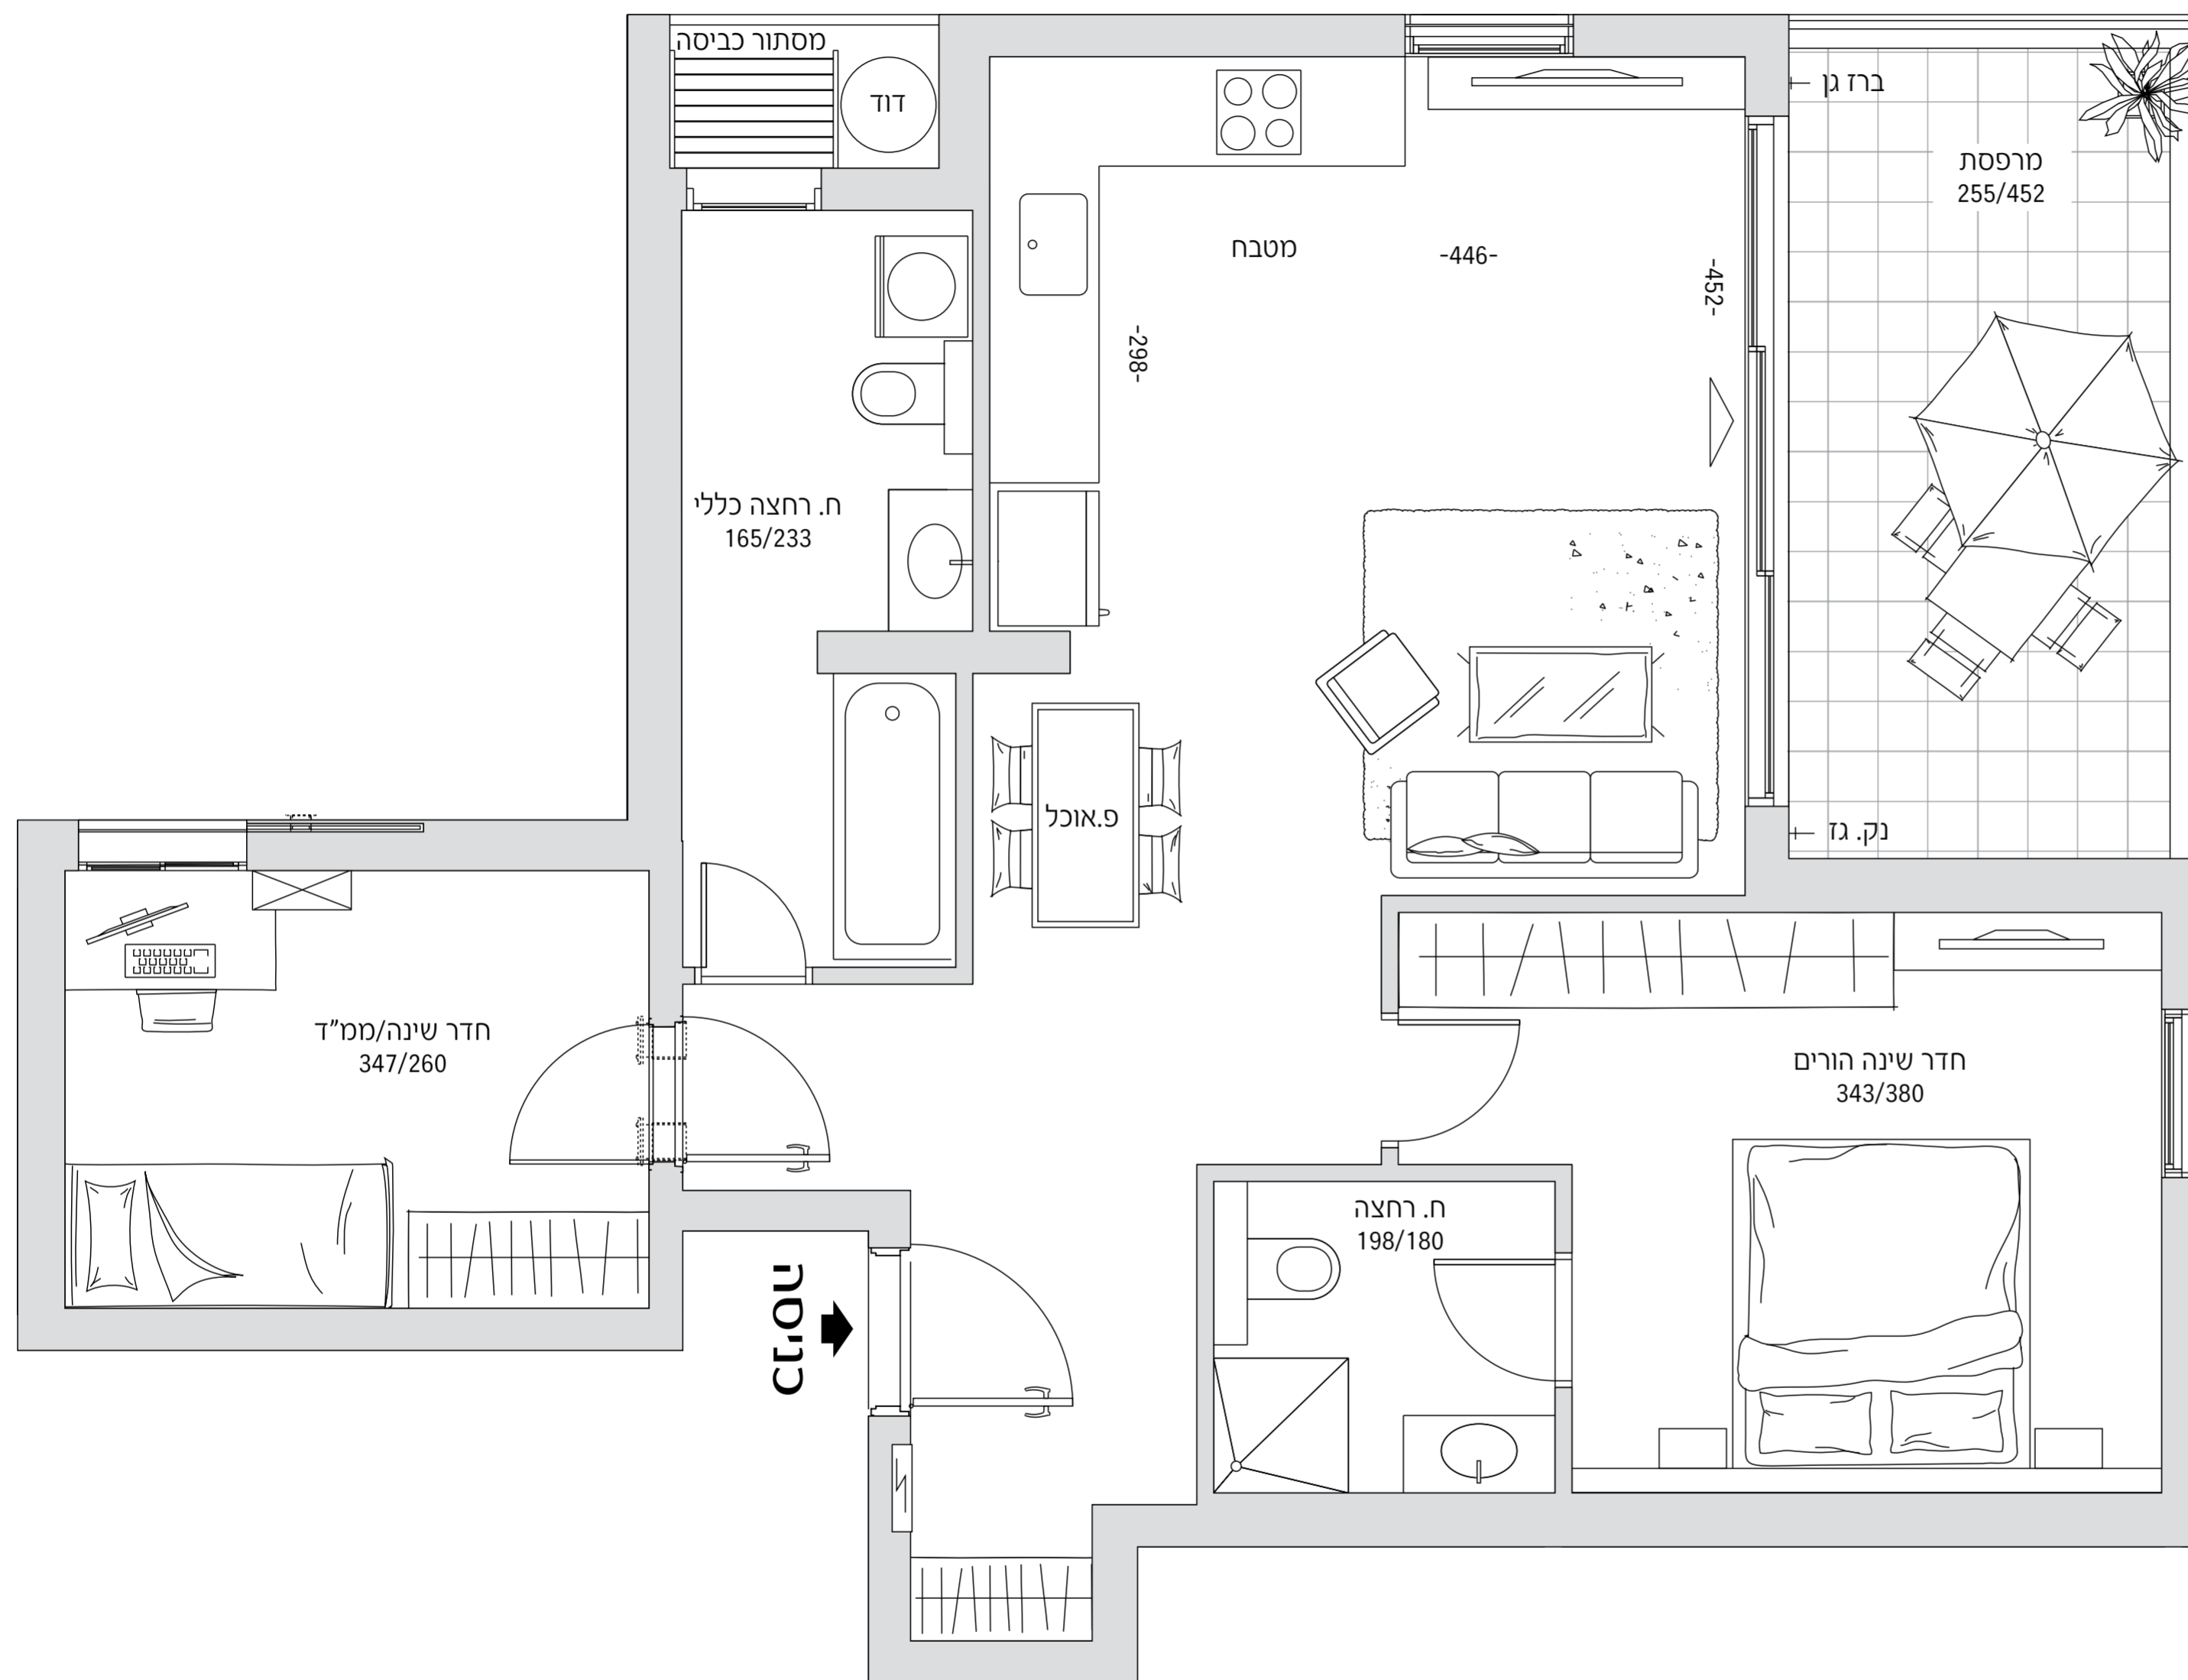 מסתור כביסה
דוד
ברז גן
מרפסת
255/452
מטבח
-446-
-452-
-298-
ח. רחצה כללי
165/233
פ.אוכל
נק. גז
חדר שינה/ממ״ד
347/260
חדר שינה הורים
343/380
ח. רחצה
198/180
כניסה